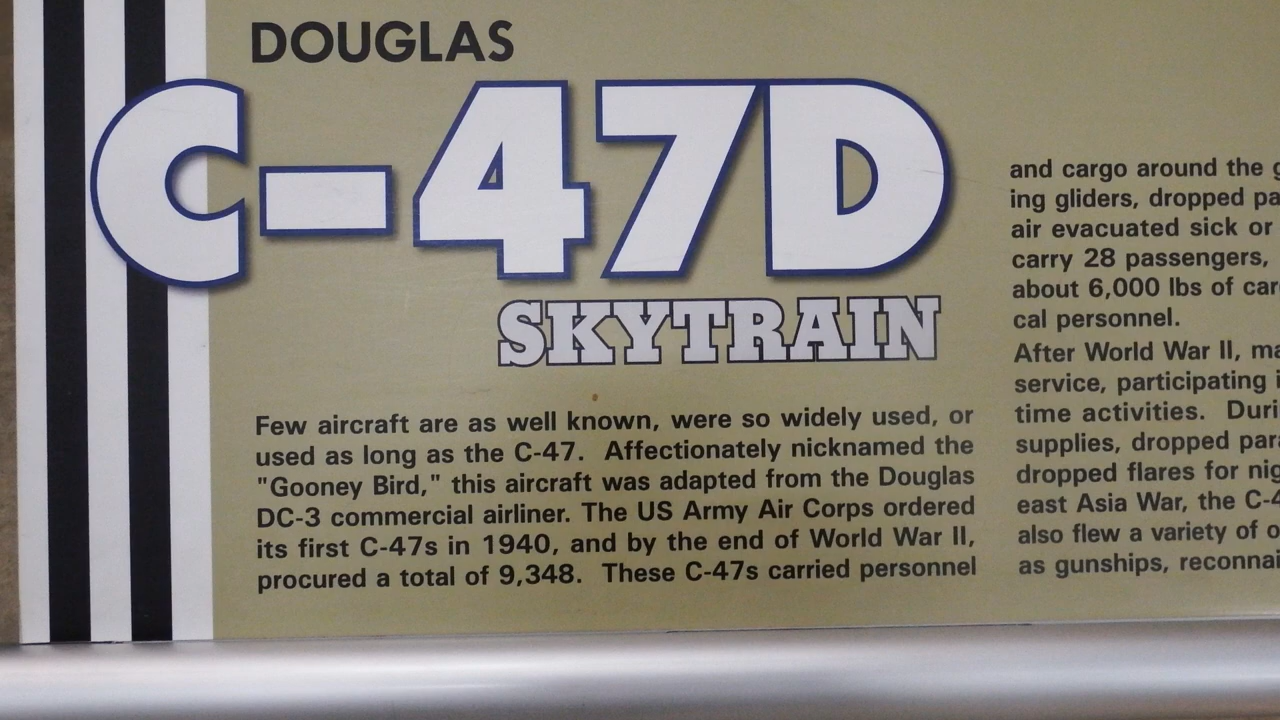 DOUGLAS
C-47D
SKYTRAIN
Few aircraft are as well known, were so widely used, or
used as long as the C-47.  Affectionately nicknamed the
"Gooney Bird," this aircraft was adapted from the Douglas
DC-3 commercial airliner. The US Army Air Corps ordered
its first C-47s in 1940, and by the end of World War II,
procured a total of 9,348.  These C-47s carried personnel
and cargo around the
ing gliders, dropped
air evacuated sick or
carry 28 passengers,
about 6,000 lbs of
cal personnel.
After World War II,
service, participating
time activities.
supplies, dropped
dropped flares for
east Asia War, the
also flew a variety of
as gunships,